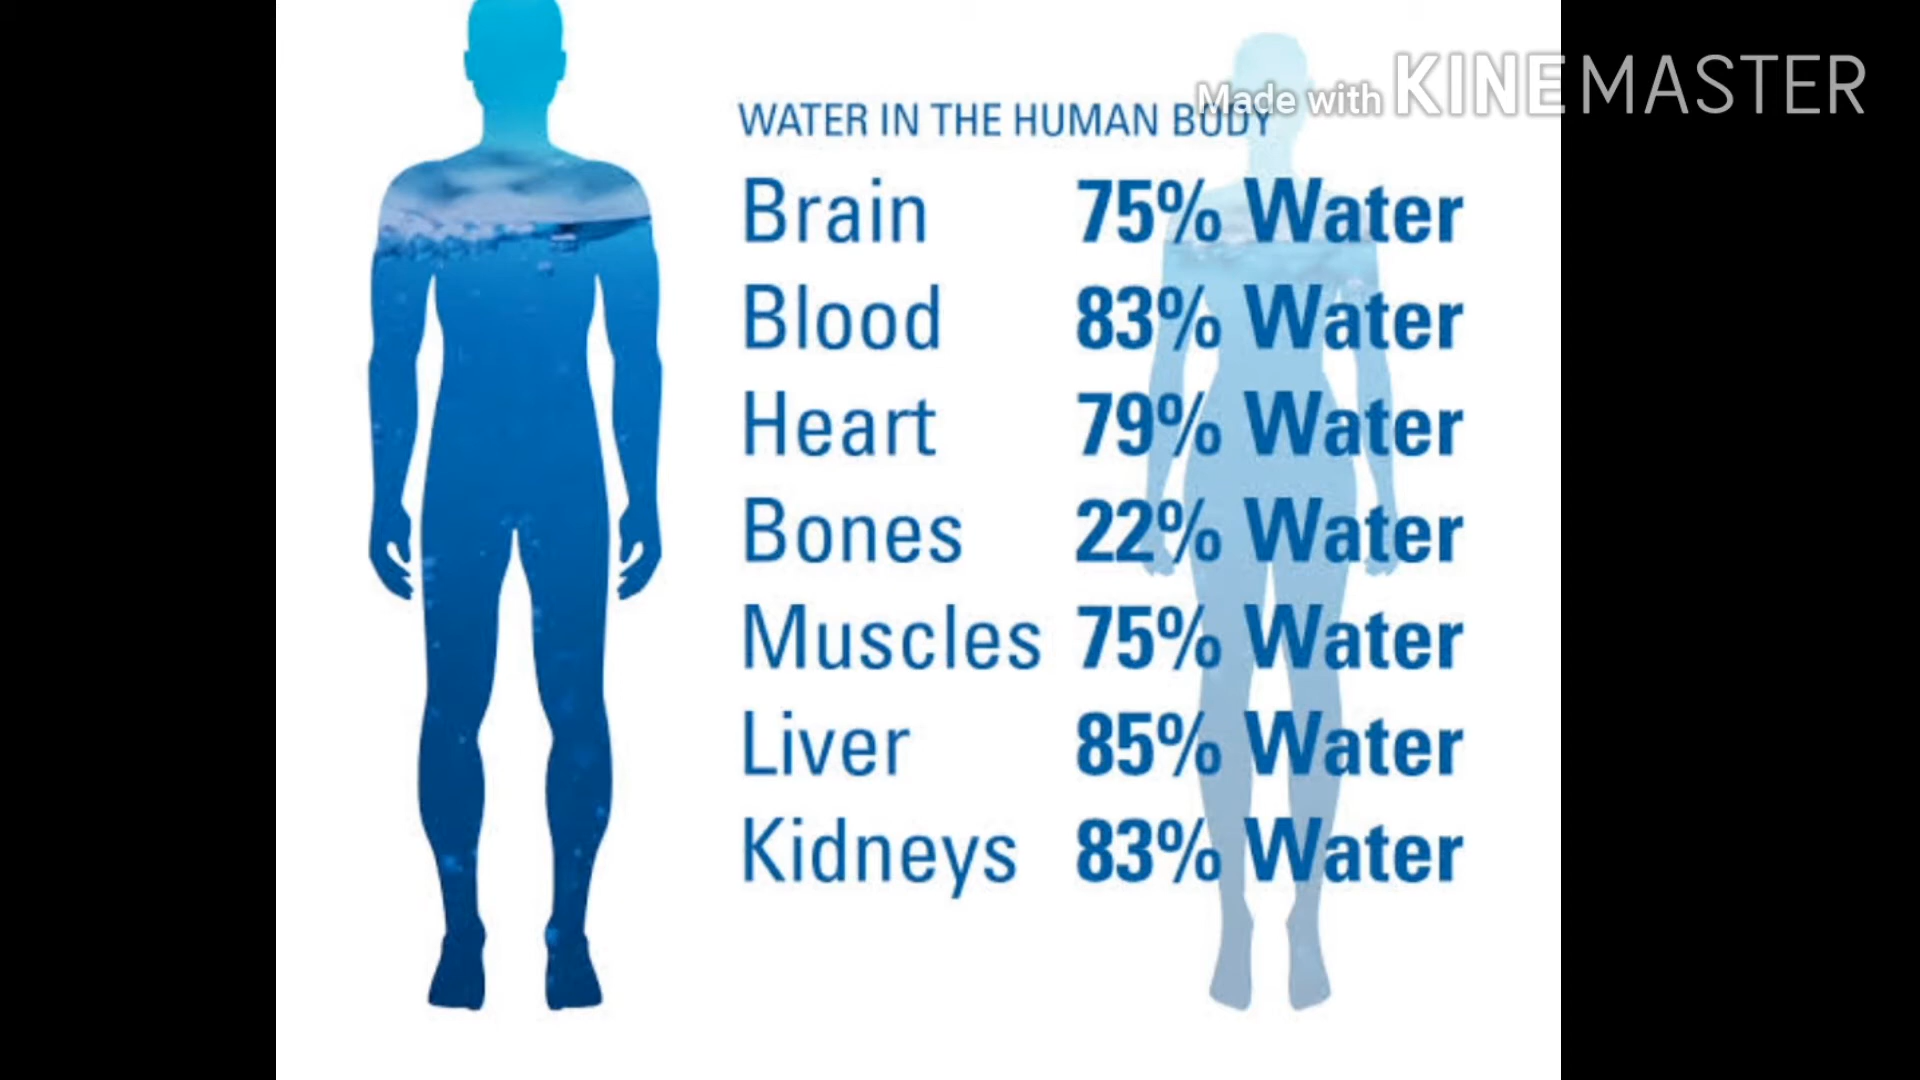 Made with KINEMASTER
WATER IN THE HUMAN BODY
Brain 75% Water
Blood 83% Water
Heart 79% Water
Bones 22% Water
Muscles 75% Water
Liver 85% Water
Kidneys 83% Water